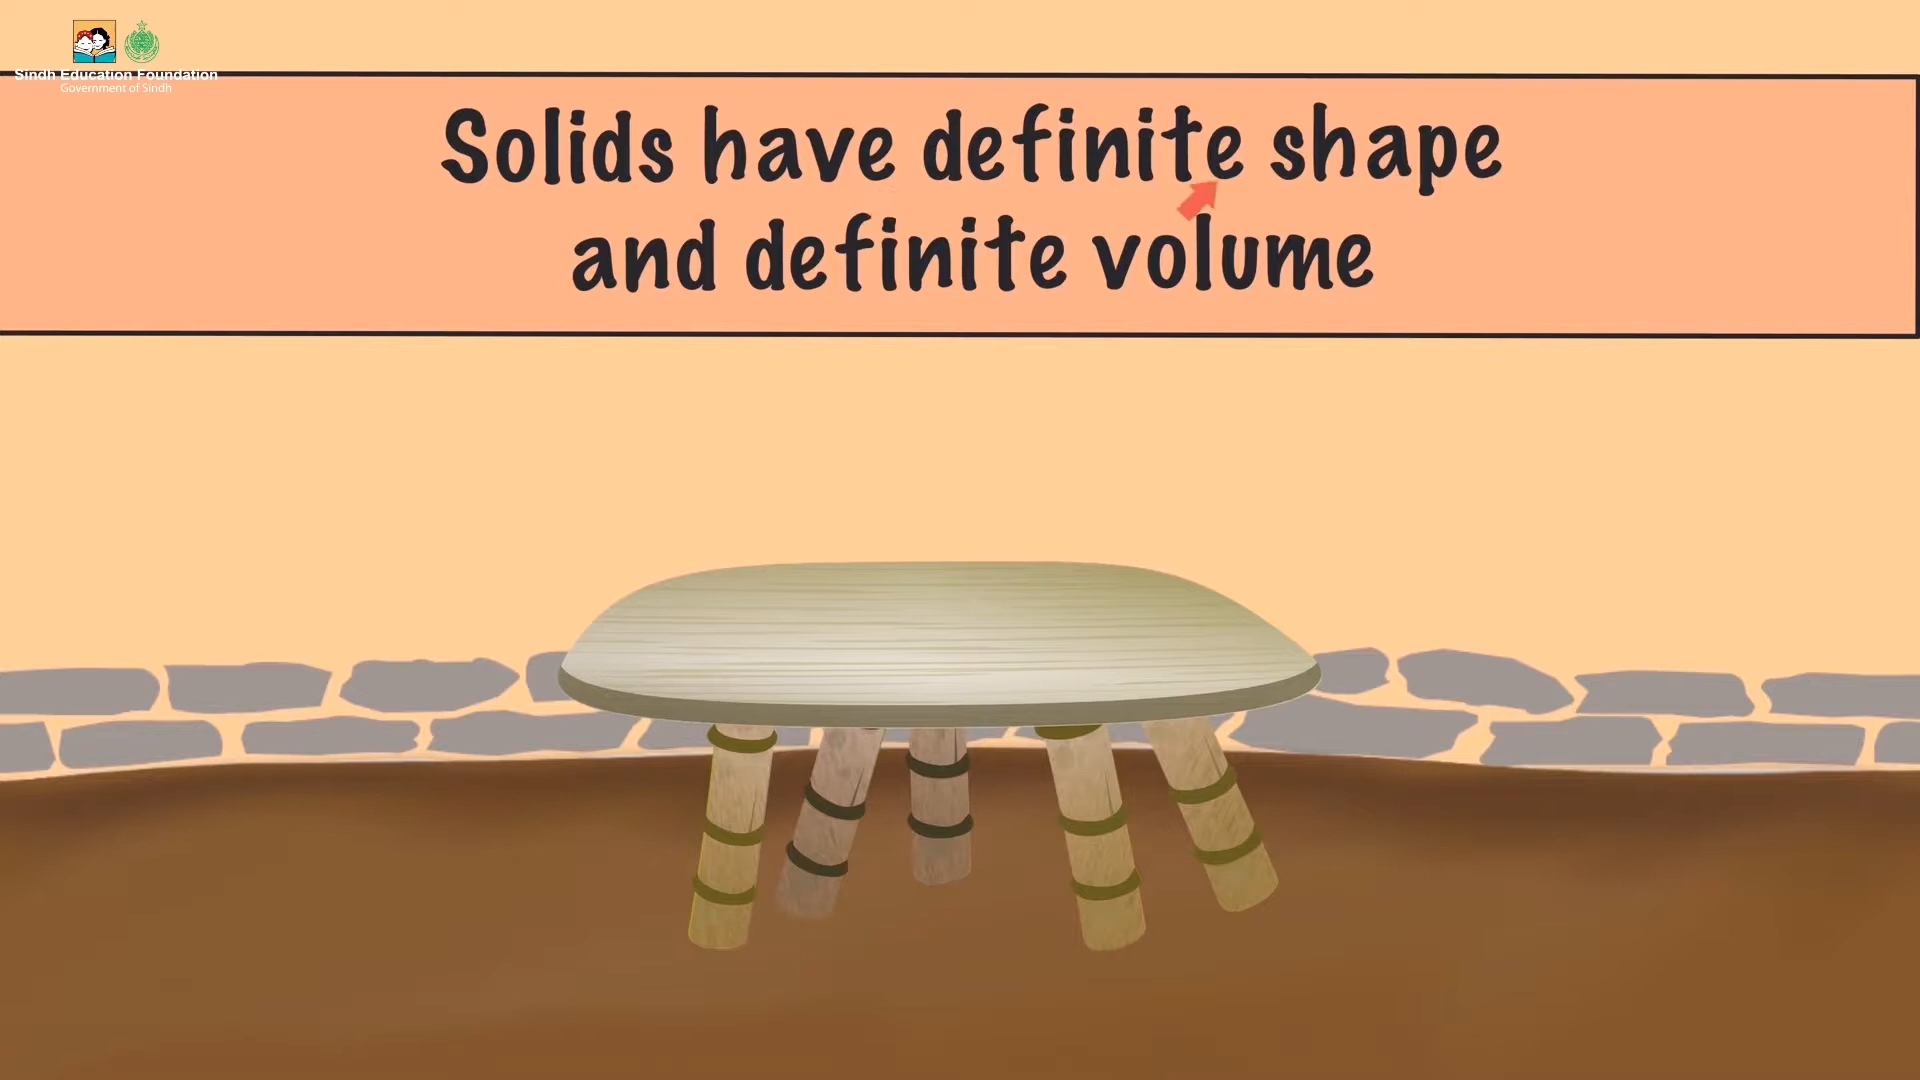 Sindh Education Foundation
Government of Sindh
Solids have definite shape
and definite volume